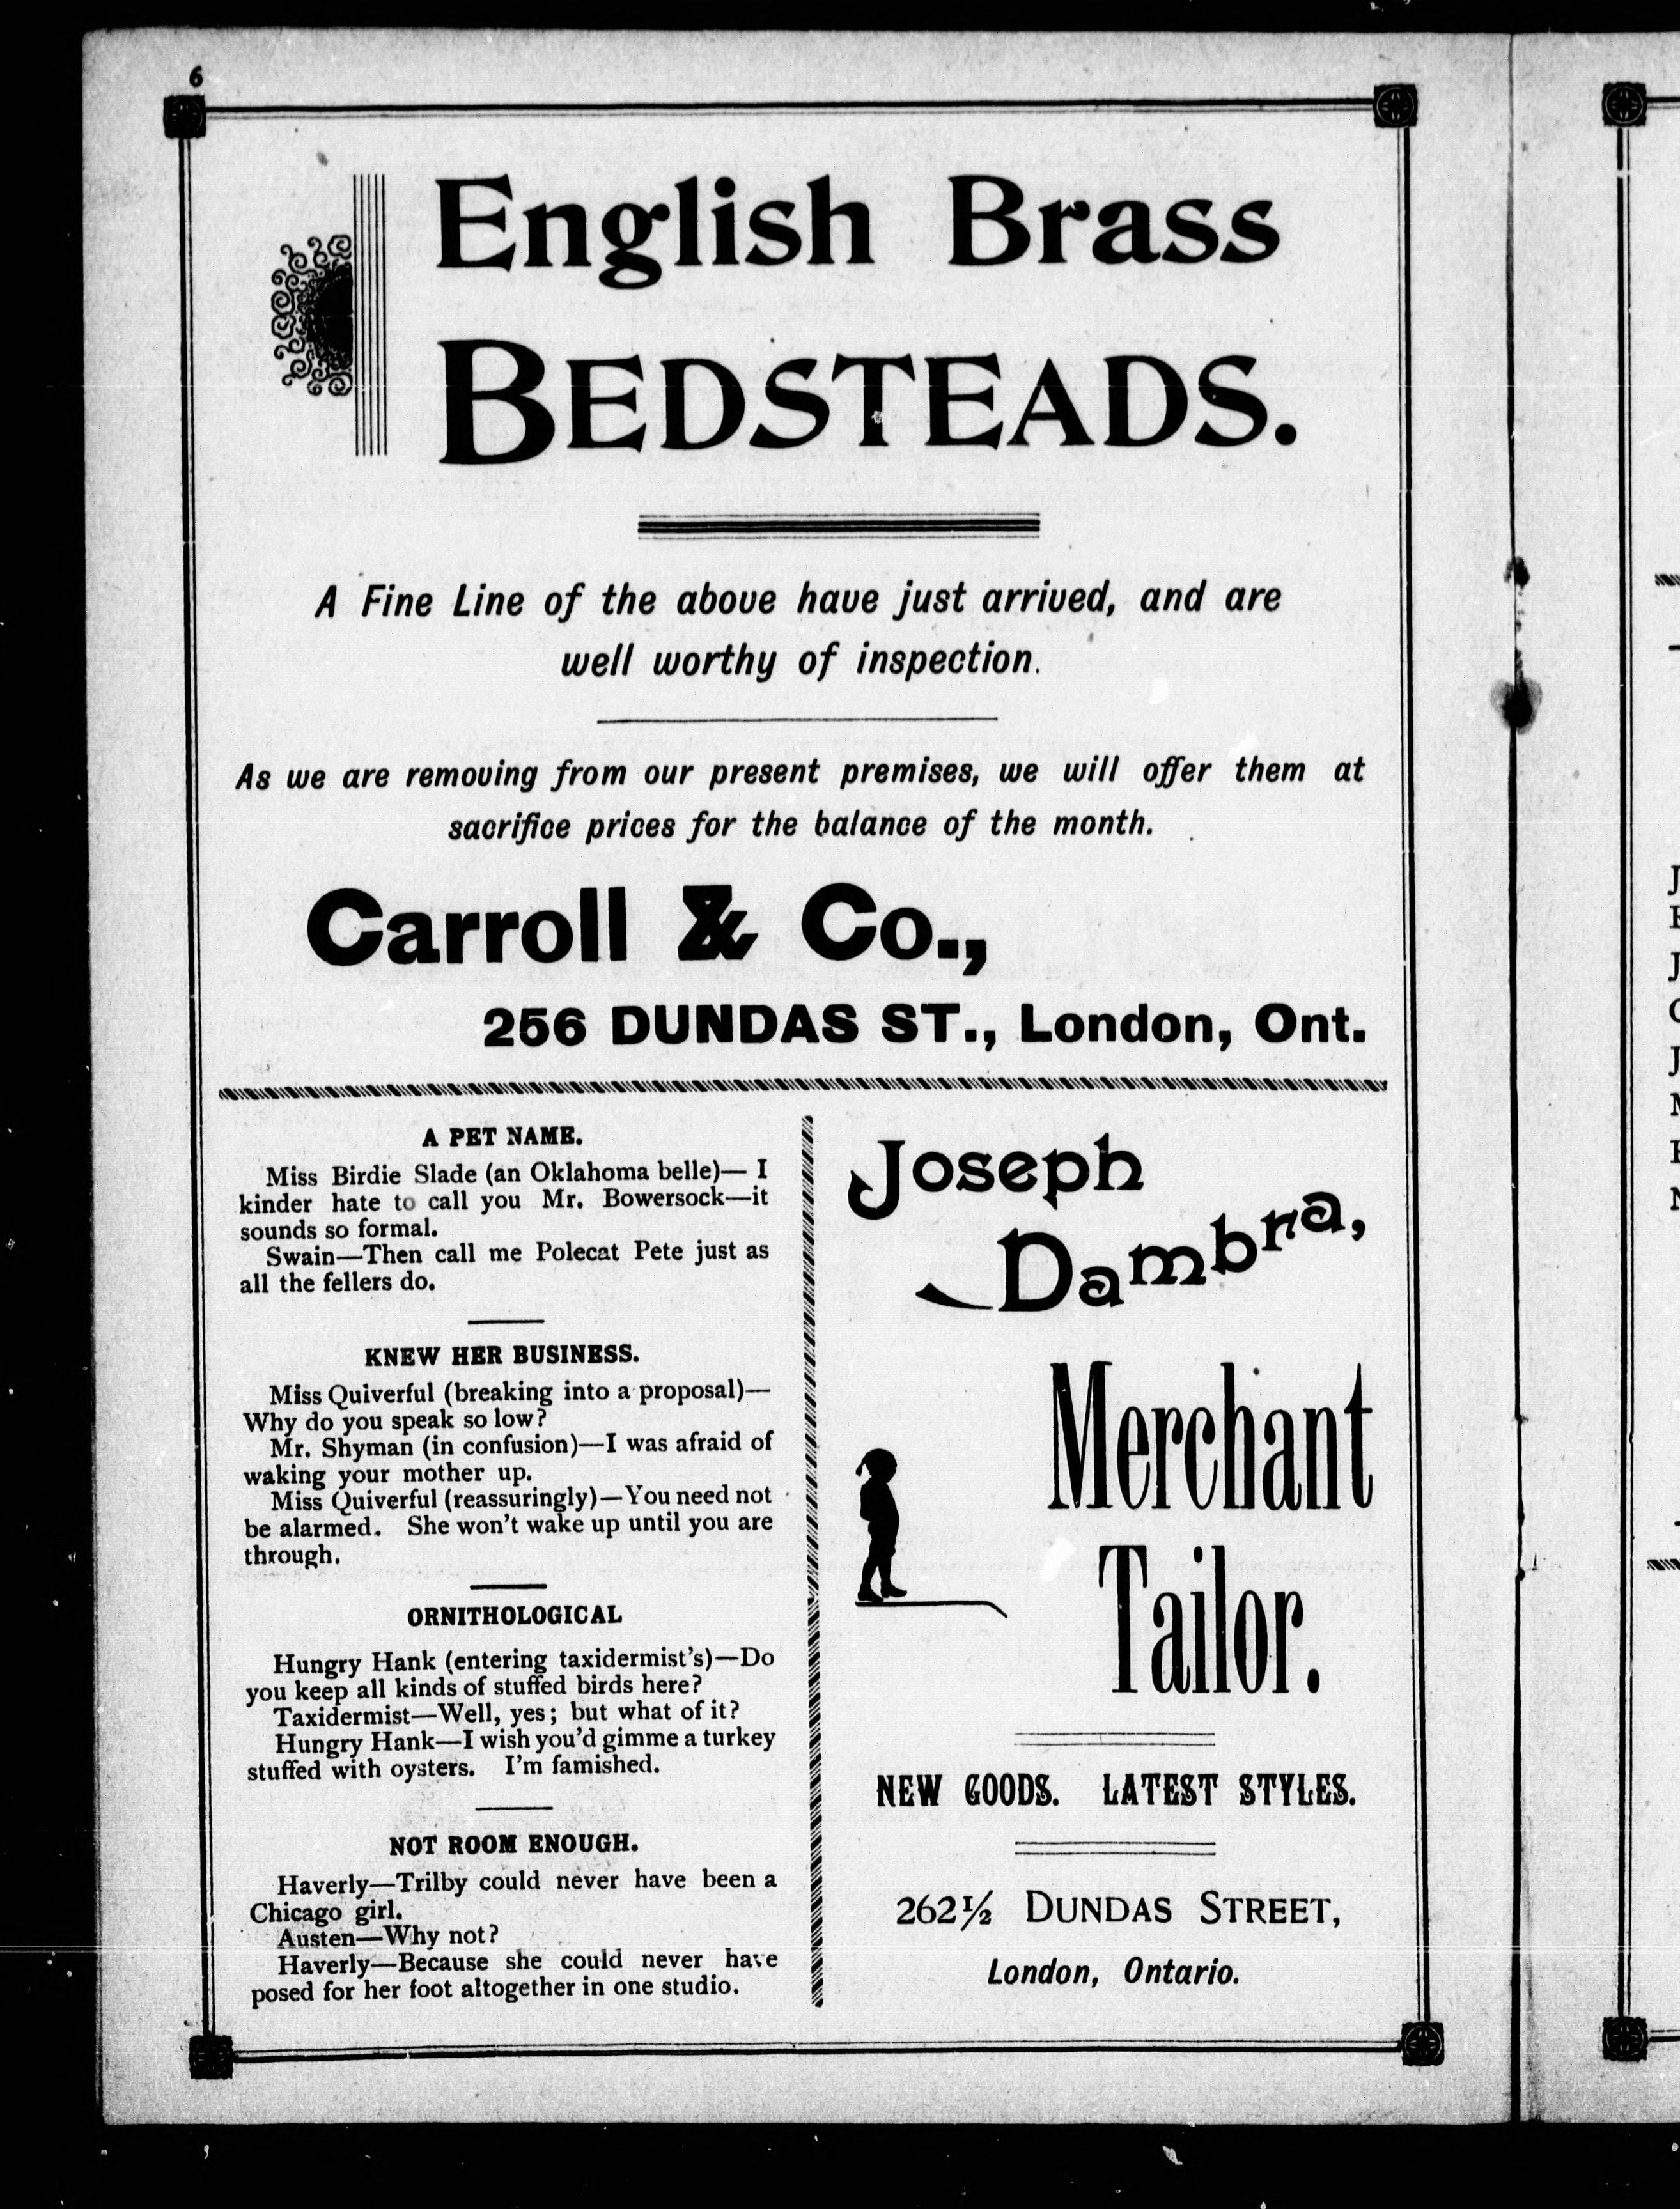 6
English Brass
BEDSTEADS.
A Fine Line of the above have just arrived, and are
well worthy of inspection.
As we are removing from our present premises, we will offer them at
sacrifice prices for the balance of the month.
Carroll & Co.,
256 DUNDAS ST., London, Ont.
A PET NAME.
Miss Birdie Slade (an Oklahoma belle)— I
kinder hate to call you Mr. Bowersock—it
sounds so formal.
Swain—Then call me Polecat Pete just as
all the fellers do.
KNEW HER BUSINESS.
Miss Quiverful (breaking into a proposal)—
Why do you speak so low?
Mr. Shyman (in confusion)—I was afraid of
waking your mother up.
Miss Quiverful (reassuringly)—You need not
be alarmed. She won't wake up until you are
through.
ORNITHOLOGICAL
Hungry Hank (entering taxidermist's)—Do
you keep all kinds of stuffed birds here?
Taxidermist—Well, yes; but what of it?
Hungry Hank—I wish you'd gimme a turkey
stuffed with oysters. I'm famished.
NOT ROOM ENOUGH.
Haverly—Trilby could never have been a
Chicago girl.
Austen—Why not?
Haverly—Because she could never have
posed for her foot altogether in one studio.
Joseph
Dambra,
Merchant
Tailor.
NEW GOODS. LATEST STYLES.
262½ DUNDAS STREET,
London, Ontario.